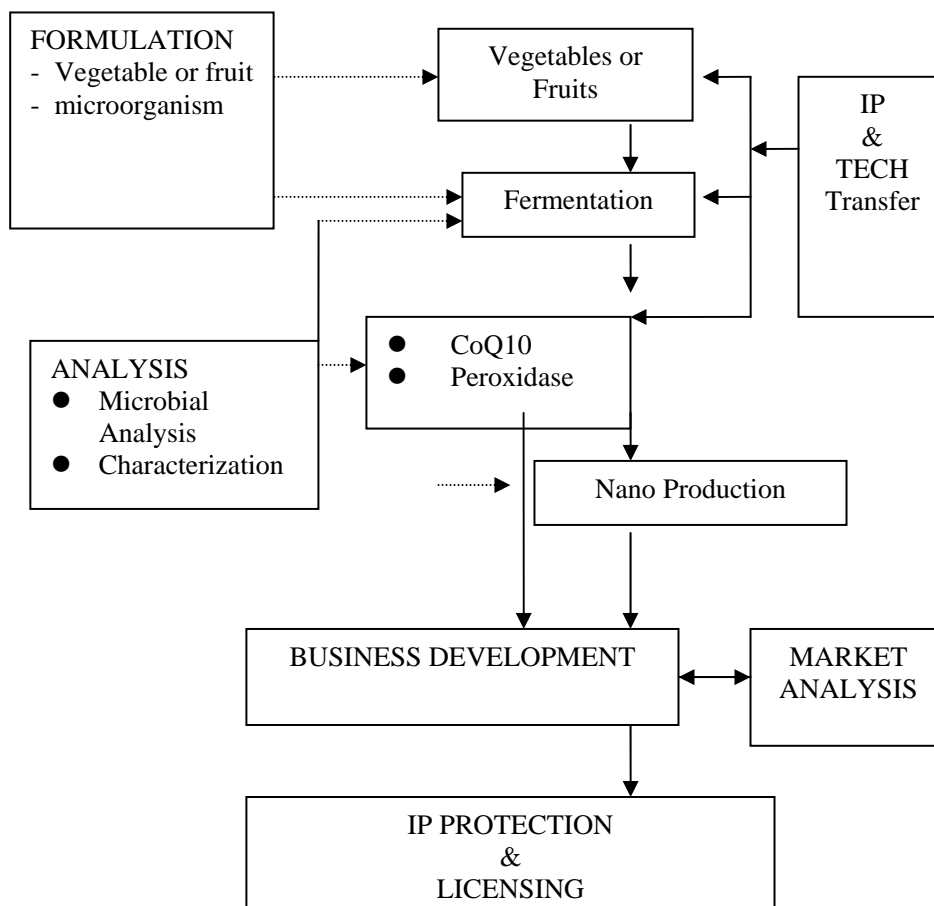 FORMULATION
- Vegetable or fruit
- microorganism
Vegetables or
Fruits
IP
&
TECH
Transfer
Fermentation
● CoQ10
● Peroxidase
ANALYSIS
● Microbial
Analysis
● Characterization
Nano Production
BUSINESS DEVELOPMENT
MARKET
ANALYSIS
IP PROTECTION
&
LICENSING